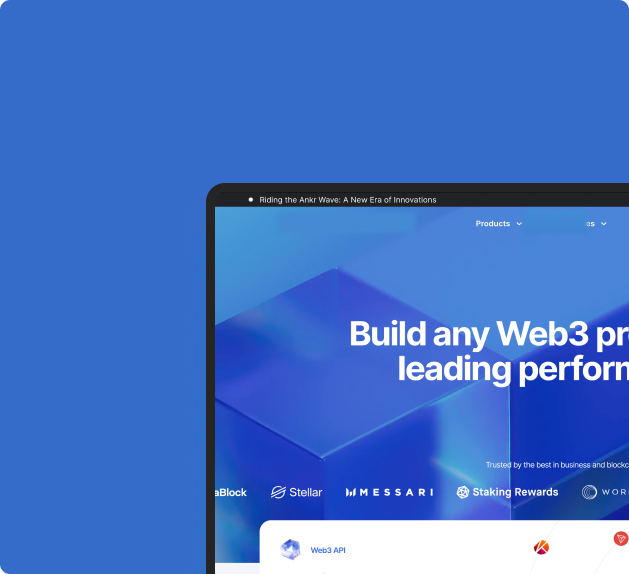 Riding the Ankr Wave: A New Era of Innovations
Products
Build any Web3 pr
leading perform
Trusted by the best in business and blockc
aBlock
Stellar
MESSARI
Staking Rewards
WOR
Web3 API